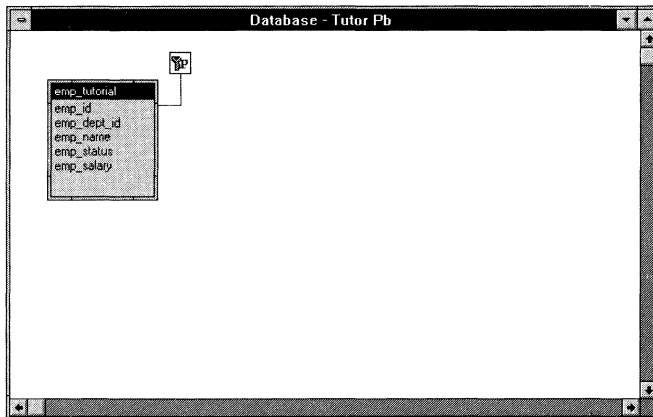 Database - Tutor Pb
P
emp_tutorial
emp_id
emp_dept_id
emp_name
emp_status
emp_salary